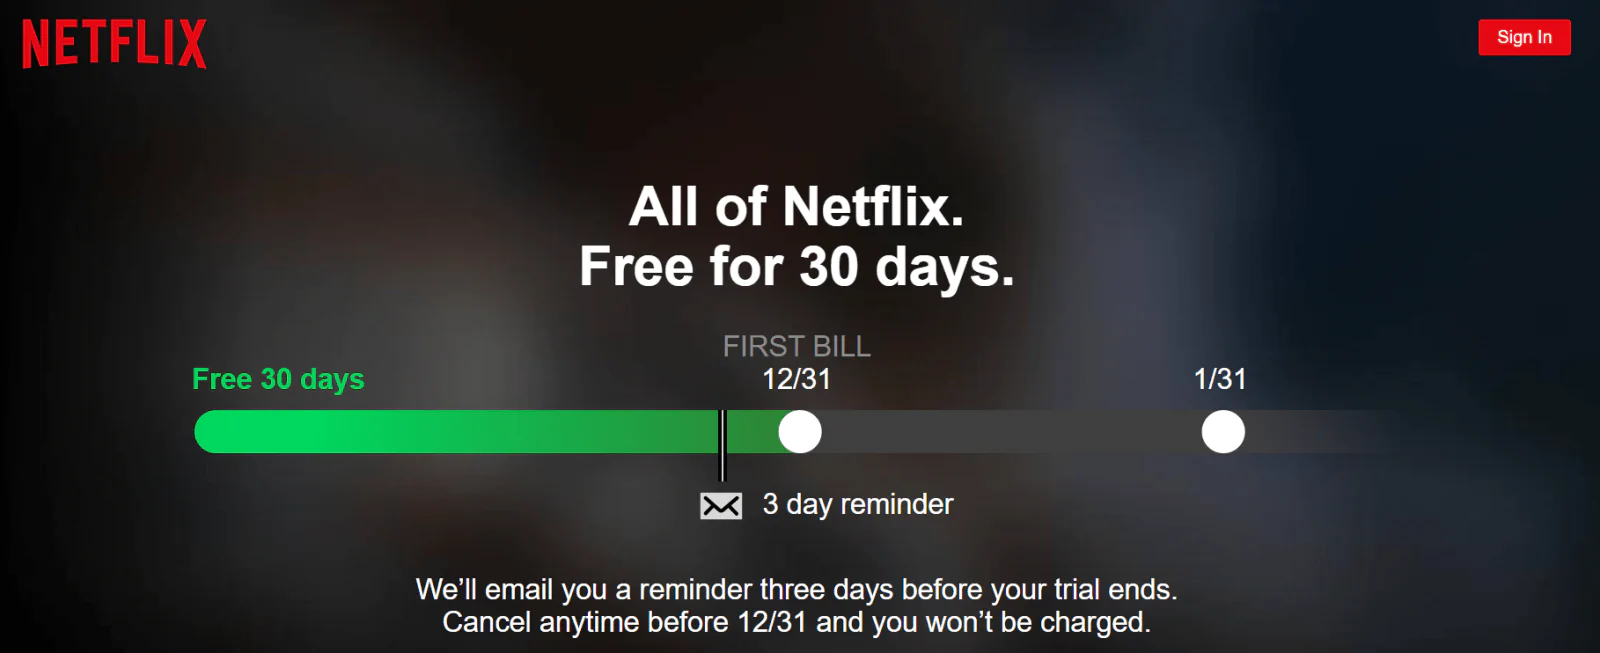 NETFLIX
Sign In
All of Netflix.
Free for 30 days.
FIRST BILL
Free 30 days
12/31
1/31
3 day reminder
We’ll email you a reminder three days before your trial ends.
Cancel anytime before 12/31 and you won’t be charged.